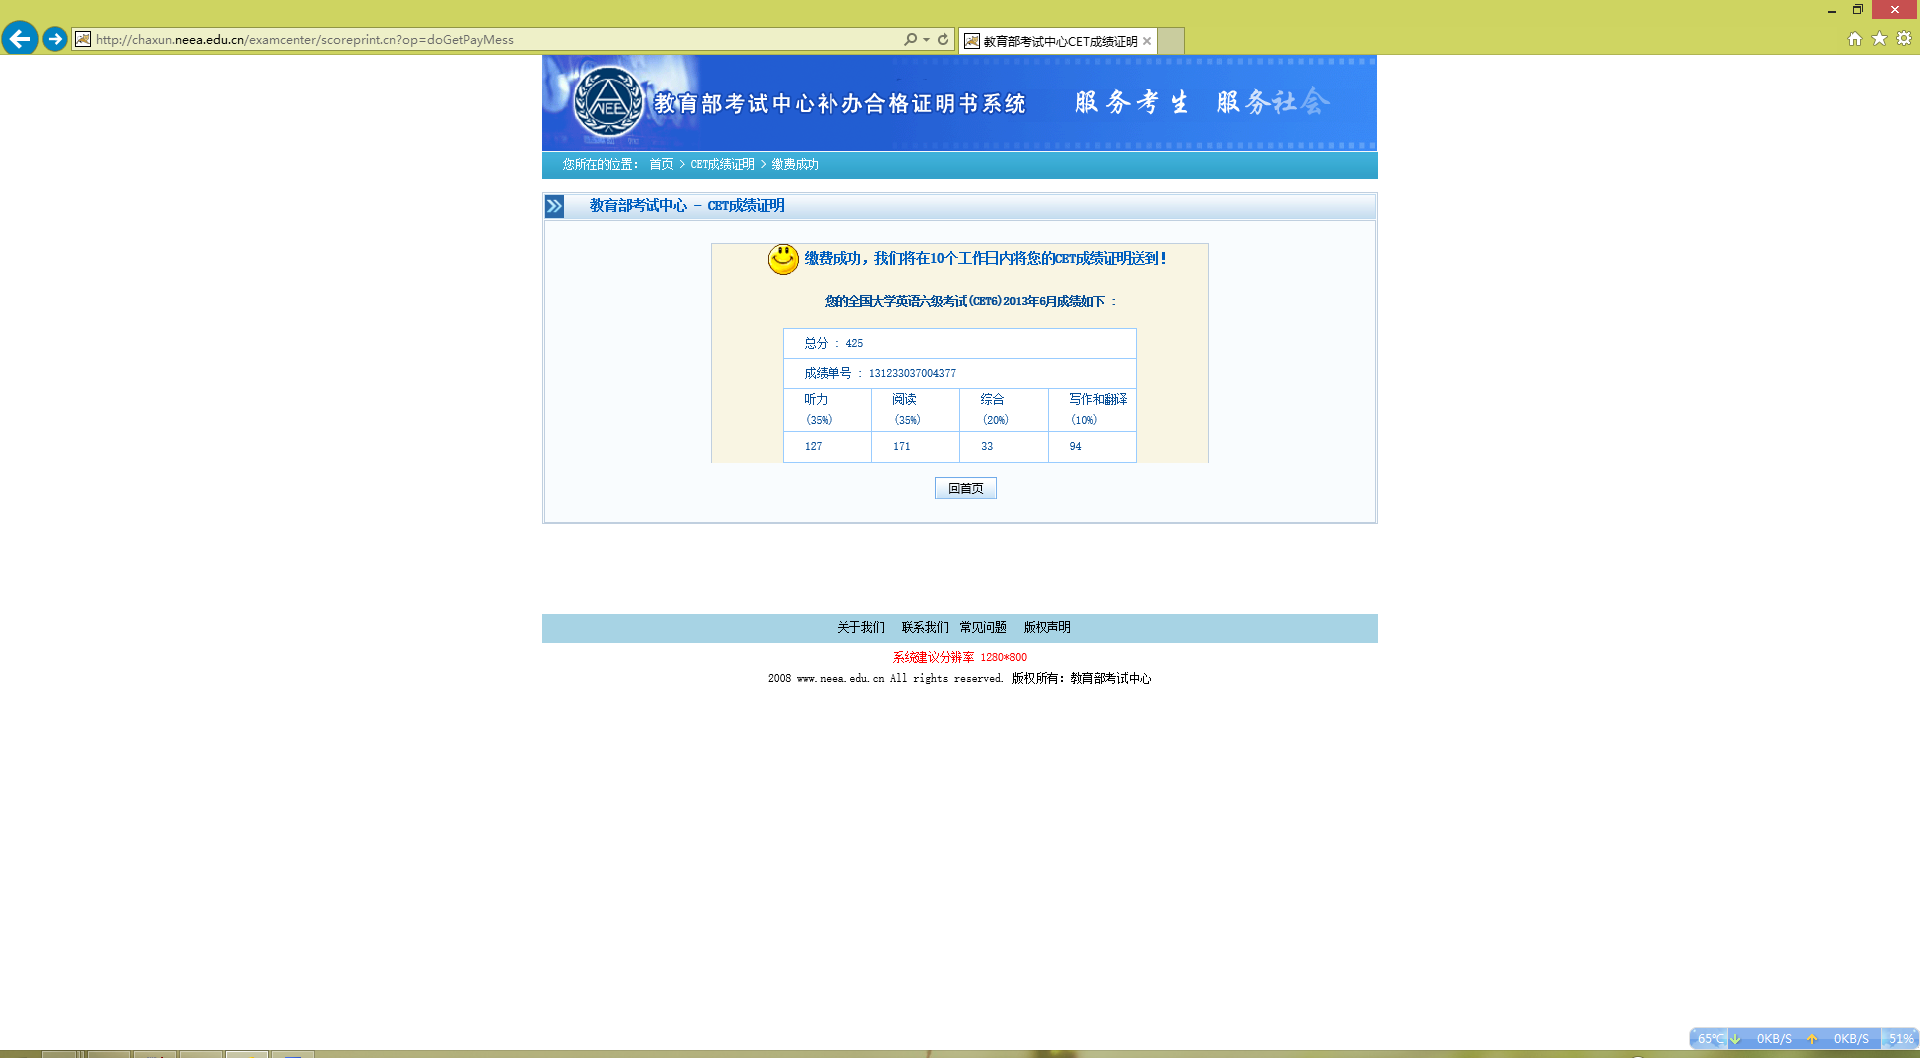 http://chaxun.neea.edu.cn/examcenter/scoreprint.cn?op=doGetPayMess
教育部考试中心CET成绩证明
NEE
教育部考试中心补办合格证明书系统 服务考生 服务社会
您所在的位置： 首页 > CET成绩证明 > 缴费成功
教育部考试中心 - CET成绩证明
缴费成功，我们将在10个工作日内将您的CET成绩证明送到！
您的全国大学英语六级考试(CET6)2013年6月成绩如下 ：
总分 ： 425
成绩单号 ： 131233037004377
听力 阅读 综合 写作和翻译
(35%) (35%) (20%) (10%)
127 171 33 94
回首页
关于我们 联系我们 常见问题 版权声明
系统建议分辨率 1280*800
2008 www.neea.edu.cn All rights reserved. 版权所有：教育部考试中心
65℃ 0KB/S 0KB/S 51%